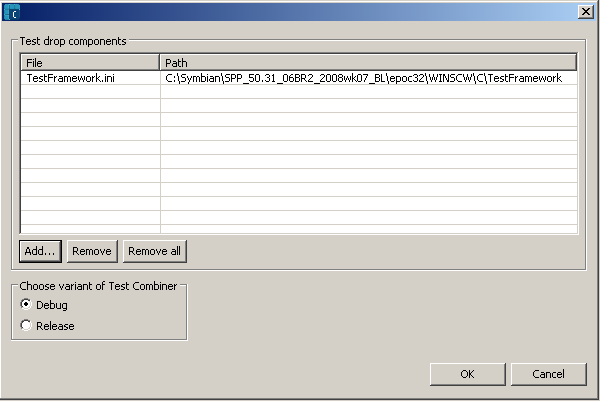 Test drop components
File Path
TestFramework.ini C:\Symbian\SPP_50.31_06BR2_2008wk07_BL\epoc32\WINSCW\C\TestFramework
Add... Remove Remove all
Choose variant of Test Combiner
Debug
Release
OK Cancel